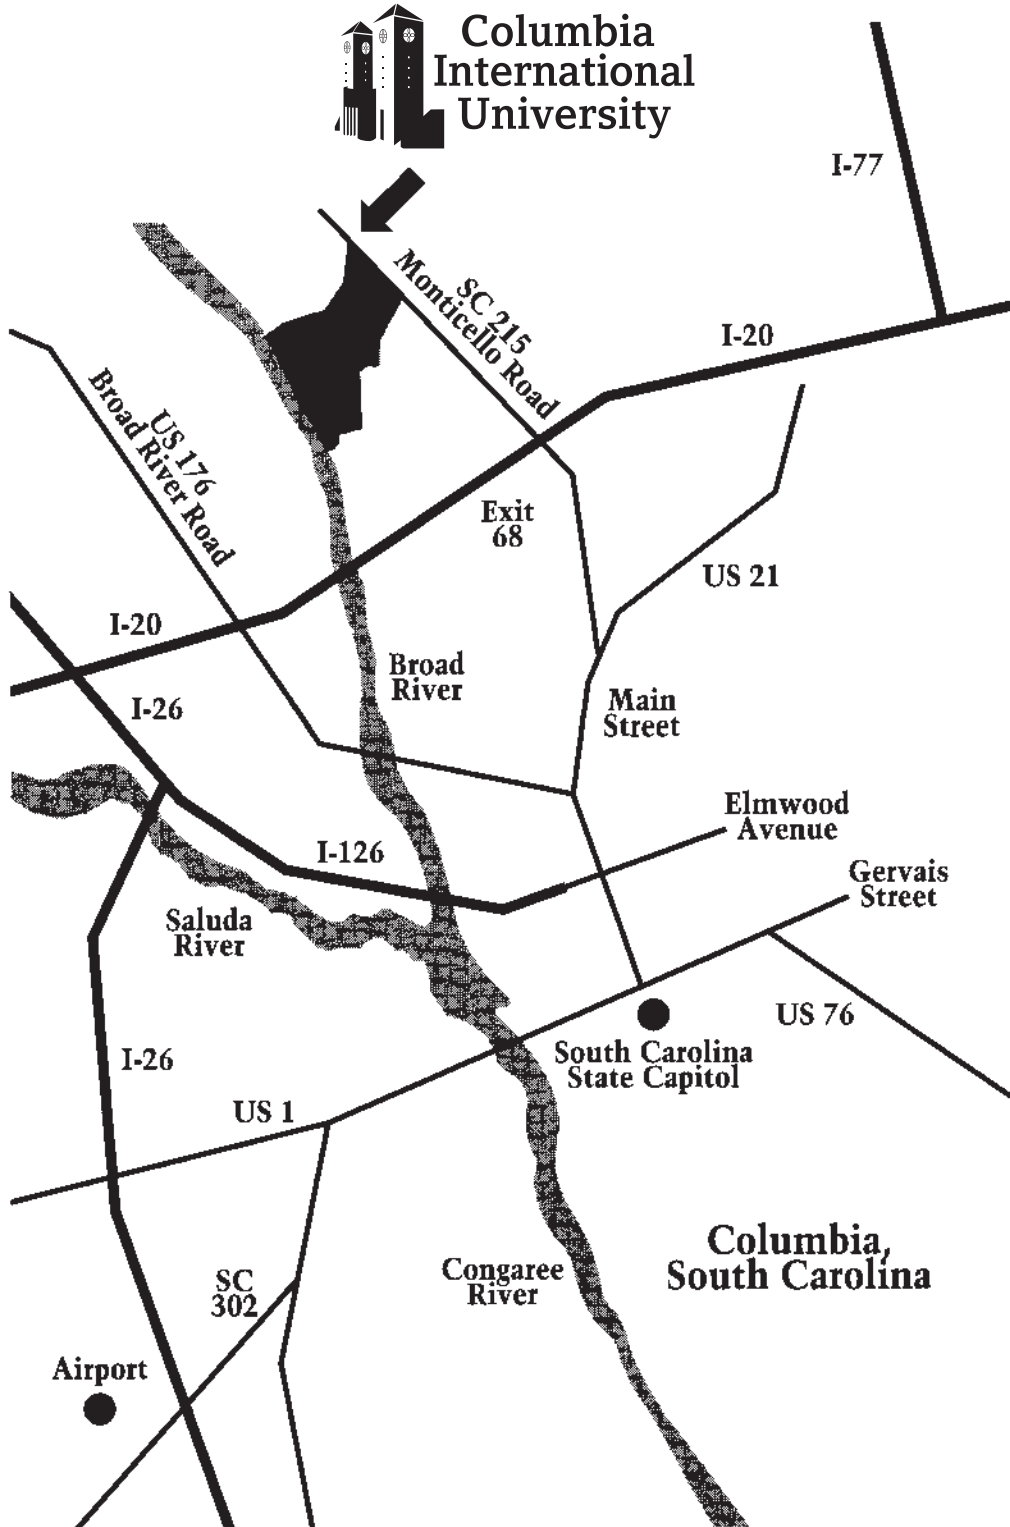 Columbia
International
University
I-77
SC 215
Monticello Road
I-20
US 176
Broad River Road
Exit
68
US 21
I-20
Broad
River
I-26
Main
Street
Elmwood
Avenue
I-126
Gervais
Street
Saluda
River
US 76
I-26
South Carolina
State Capitol
US 1
Columbia,
South Carolina
SC
302
Congaree
River
Airport